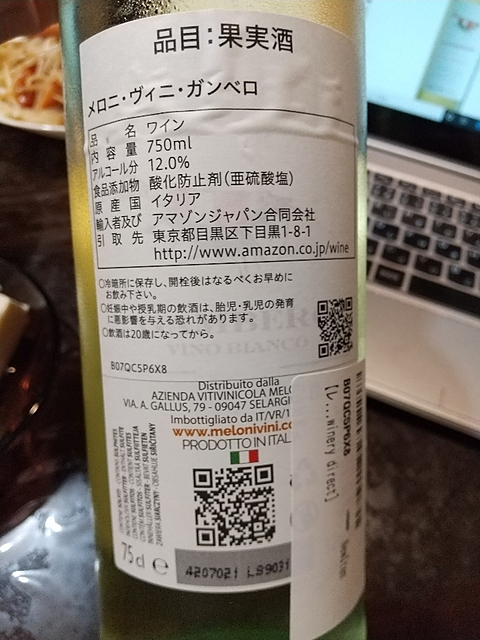 品目:果実酒
メロニ・ヴィニ・ガンベロ
品名 ワイン
内容量 750ml
アルコール分 12.0%
食品添加物 酸化防止剤(亜硫酸塩)
原産国 イタリア
輸入者及び アマゾンジャパン合同会社
引取先 東京都目黒区下目黒1-8-1
http://www.amazon.co.jp/wine
○冷暗所に保存し、開栓後はなるべくお早めに
お飲み下さい。
○妊娠中や授乳期の飲酒は、胎児・乳児の発育
に悪影響を与える恐れがあります。
○飲酒は20歳になってから。
VINO BIANCO
B07QC5P6X8
Distribuito dalla
AZIENDA VITIVINICOLA MELO
VIA. A. GALLUS, 79 - 09047 SELARGI
Imbottigliato da IT/VR/1
www.melonivini.co
PRODOTTO IN ITAL
75cl e
4207021 L89031
B07QC5P6X8
winery direct]